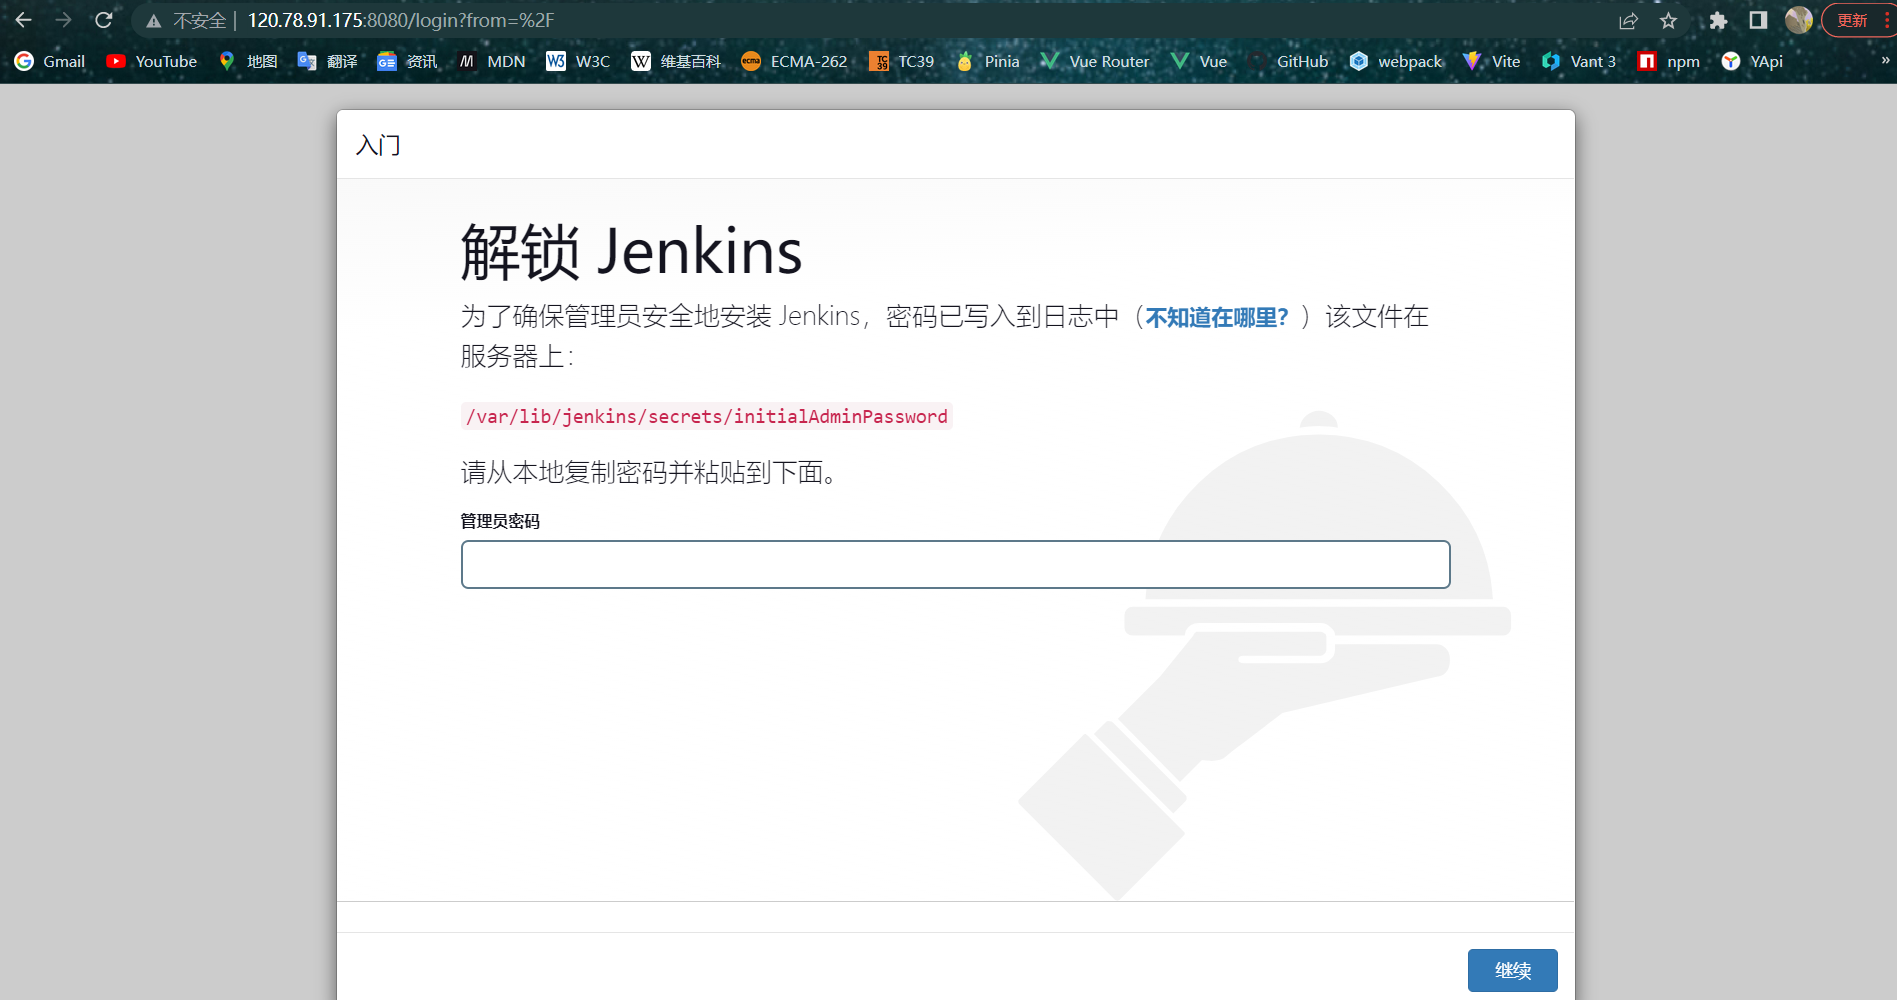 不安全 | 120.78.91.175:8080/login?from=%2F
更新
Gmail YouTube 地图 翻译 资讯 MDN W3C 维基百科 ECMA-262 TC39 Pinia Vue Router Vue GitHub webpack Vite Vant 3 npm YApi »
入门
解锁 Jenkins
为了确保管理员安全地安装 Jenkins，密码已写入到日志中（不知道在哪里？）该文件在
服务器上：
/var/lib/jenkins/secrets/initialAdminPassword
请从本地复制密码并粘贴到下面。
管理员密码
继续